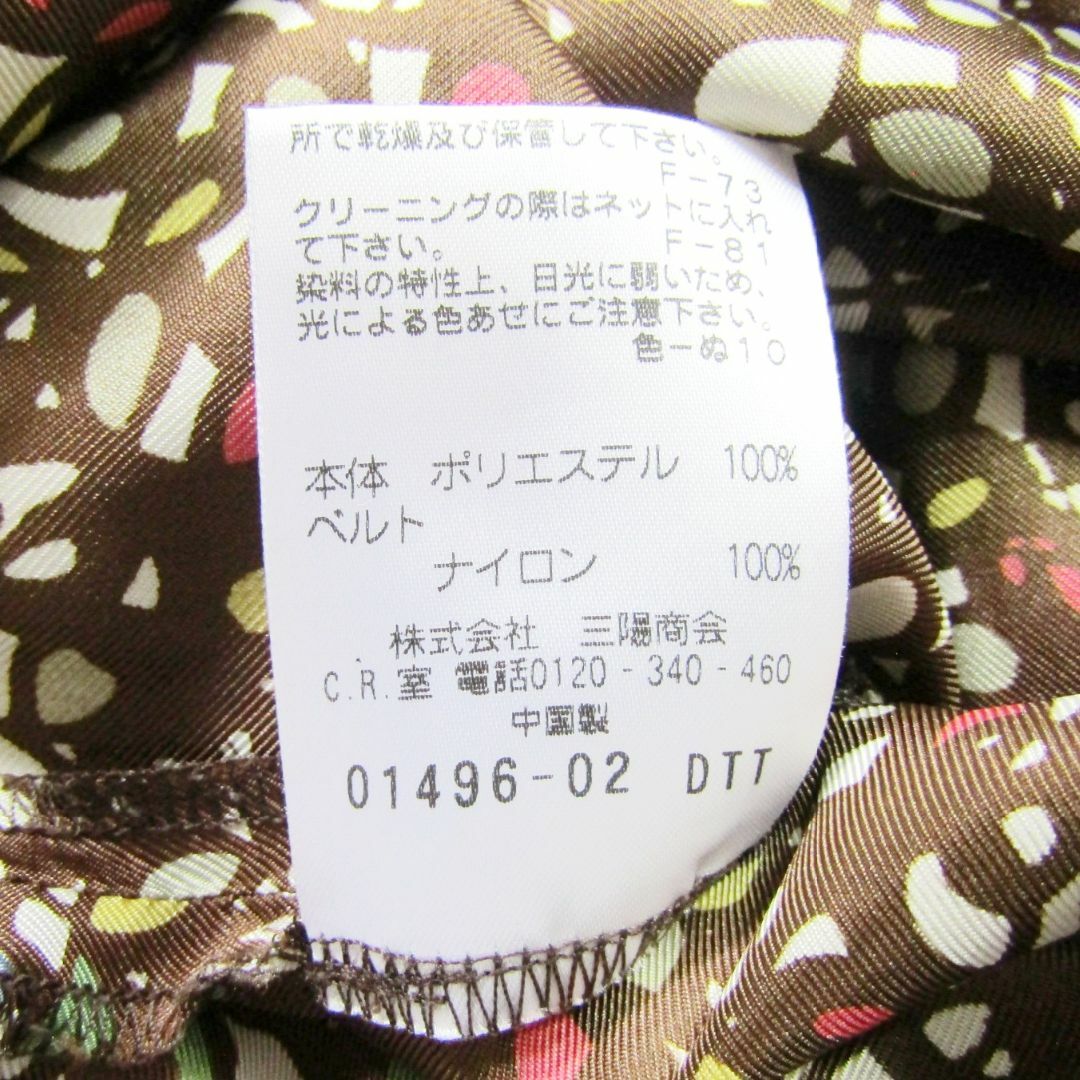 所で乾燥及び保管して下さい。
F-73
クリーニングの際はネットに入れ
て下さい。 F-81
染料の特性上、日光に弱いため、
光による色あせにご注意下さい。
色-ぬ10
本体 ポリエステル 100%
ベルト
ナイロン 100%
株式会社 三陽商会
C.R.室 電話0120-340-460
中国製
01496-02 DTT